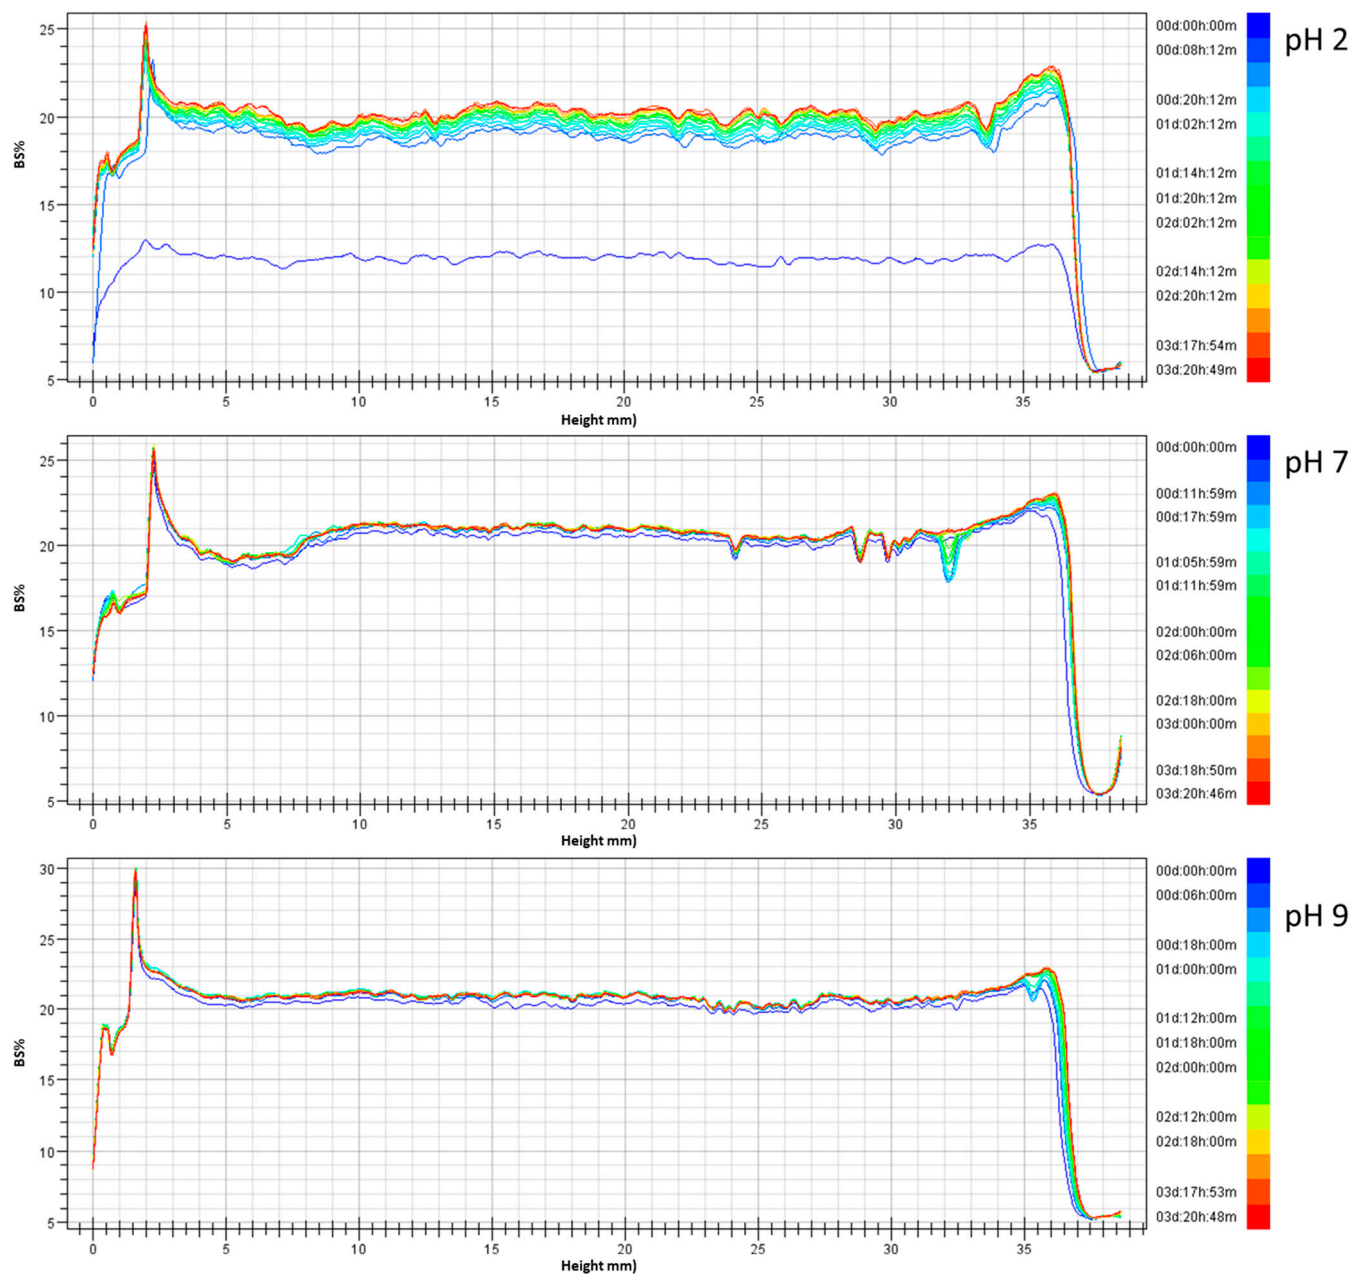 pH 2
BS%
25
20
15
10
5
0 5 10 15 20 25 30 35
Height mm)
00d:00h:00m
00d:08h:12m
00d:20h:12m
01d:02h:12m
01d:14h:12m
01d:20h:12m
02d:02h:12m
02d:14h:12m
02d:20h:12m
03d:17h:54m
03d:20h:49m
pH 7
BS%
25
20
15
10
5
0 5 10 15 20 25 30 35
Height mm)
00d:00h:00m
00d:11h:59m
00d:17h:59m
01d:05h:59m
01d:11h:59m
02d:00h:00m
02d:06h:00m
02d:18h:00m
03d:00h:00m
03d:18h:50m
03d:20h:46m
pH 9
BS%
30
25
20
15
10
5
0 5 10 15 20 25 30 35
Height mm)
00d:00h:00m
00d:06h:00m
00d:18h:00m
01d:00h:00m
01d:12h:00m
01d:18h:00m
02d:00h:00m
02d:12h:00m
02d:18h:00m
03d:17h:53m
03d:20h:48m